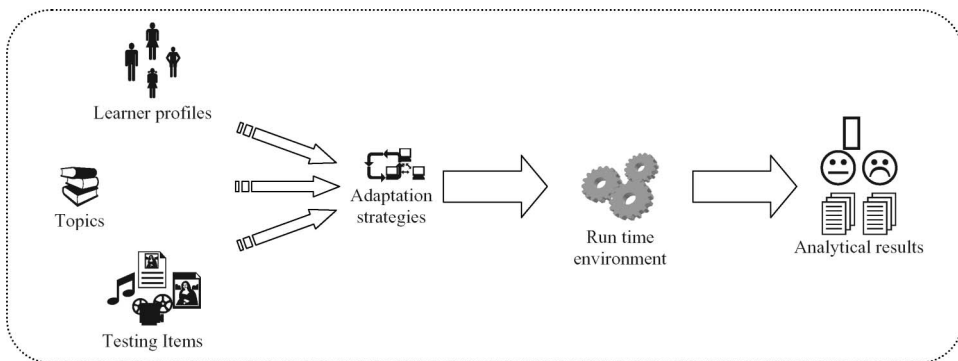 Learner profiles
Topics
Testing Items
Adaptation
strategies
Run time
environment
Analytical results